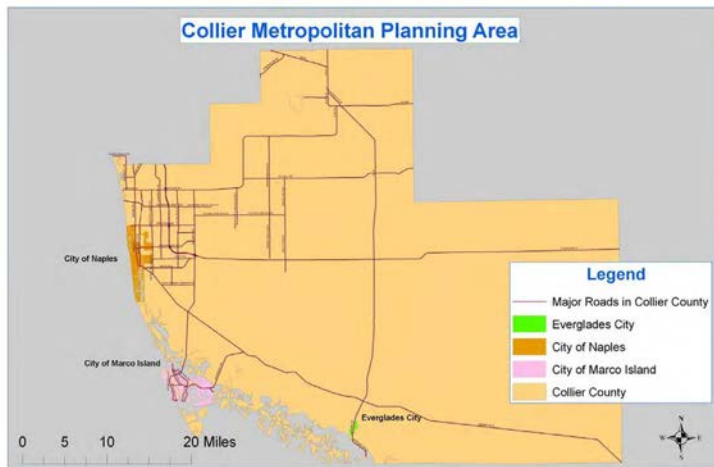 Collier Metropolitan Planning Area
City of Naples
City of Marco Island
Everglades City
Legend
Major Roads in Collier County
Everglades City
City of Naples
City of Marco Island
Collier County
0 5 10 20 Miles
N
W E
S